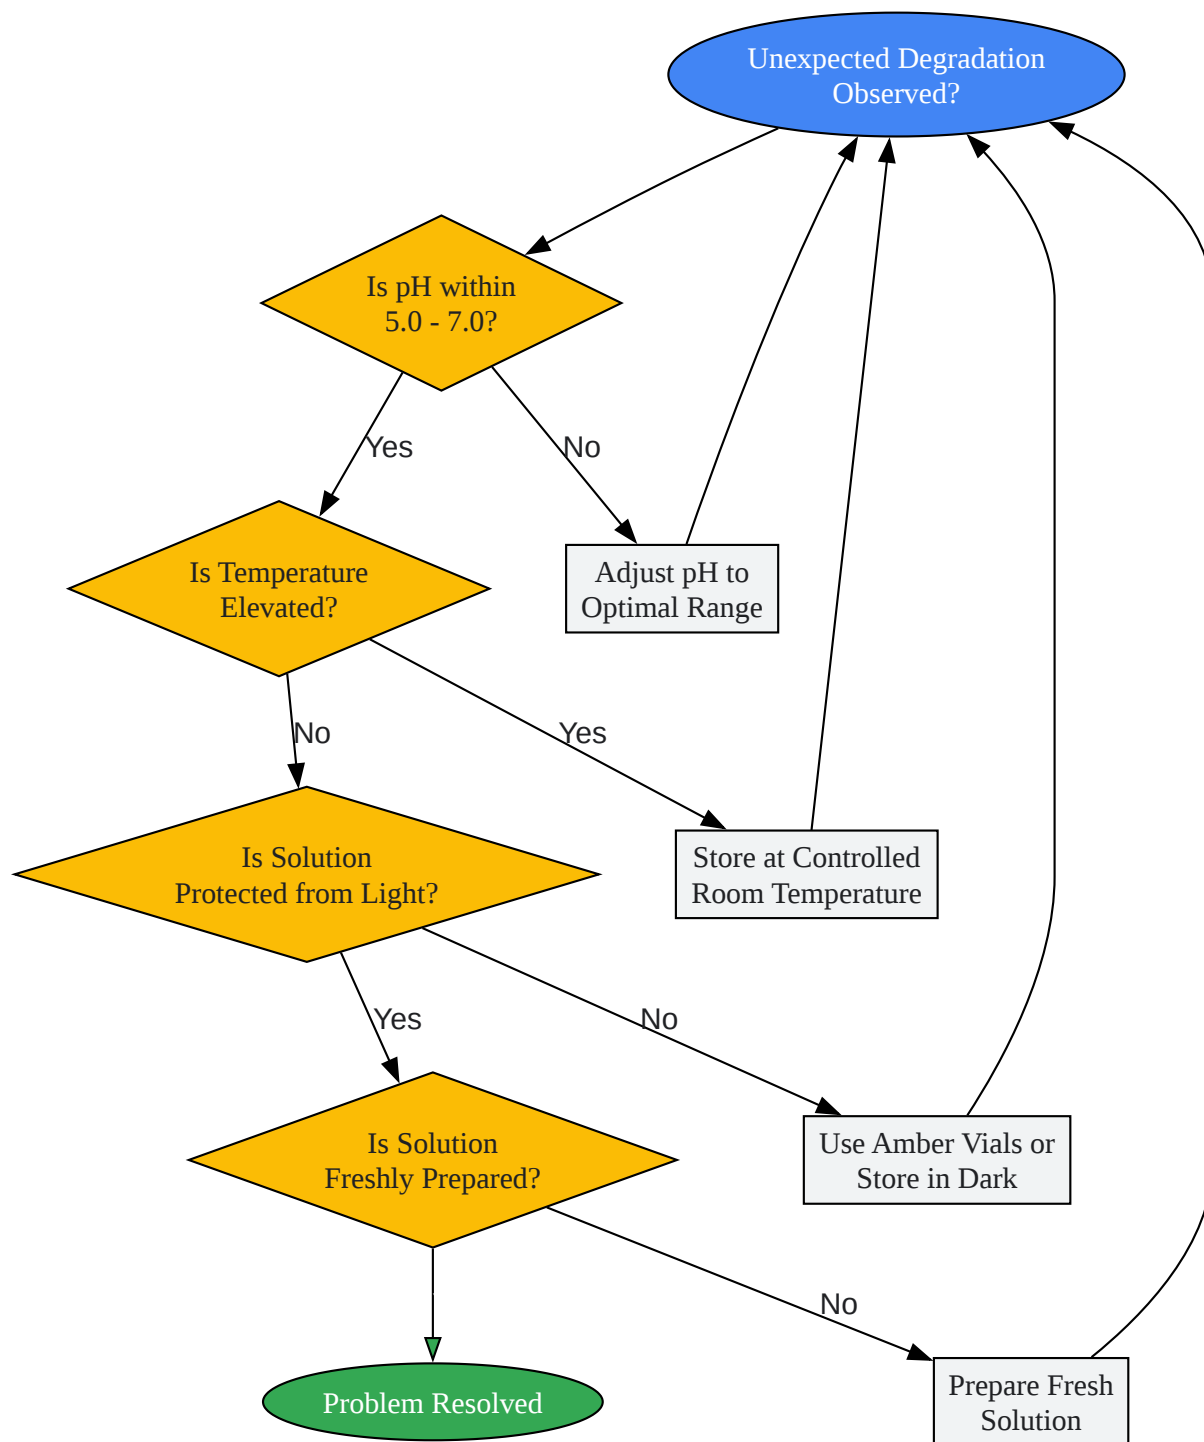 Unexpected Degradation
Observed?
Is pH within
5.0 - 7.0?
Yes
No
Is Temperature
Elevated?
Adjust pH to
Optimal Range
No
Yes
Is Solution
Protected from Light?
Store at Controlled
Room Temperature
Yes
No
Is Solution
Freshly Prepared?
Use Amber Vials or
Store in Dark
No
Problem Resolved
Prepare Fresh
Solution